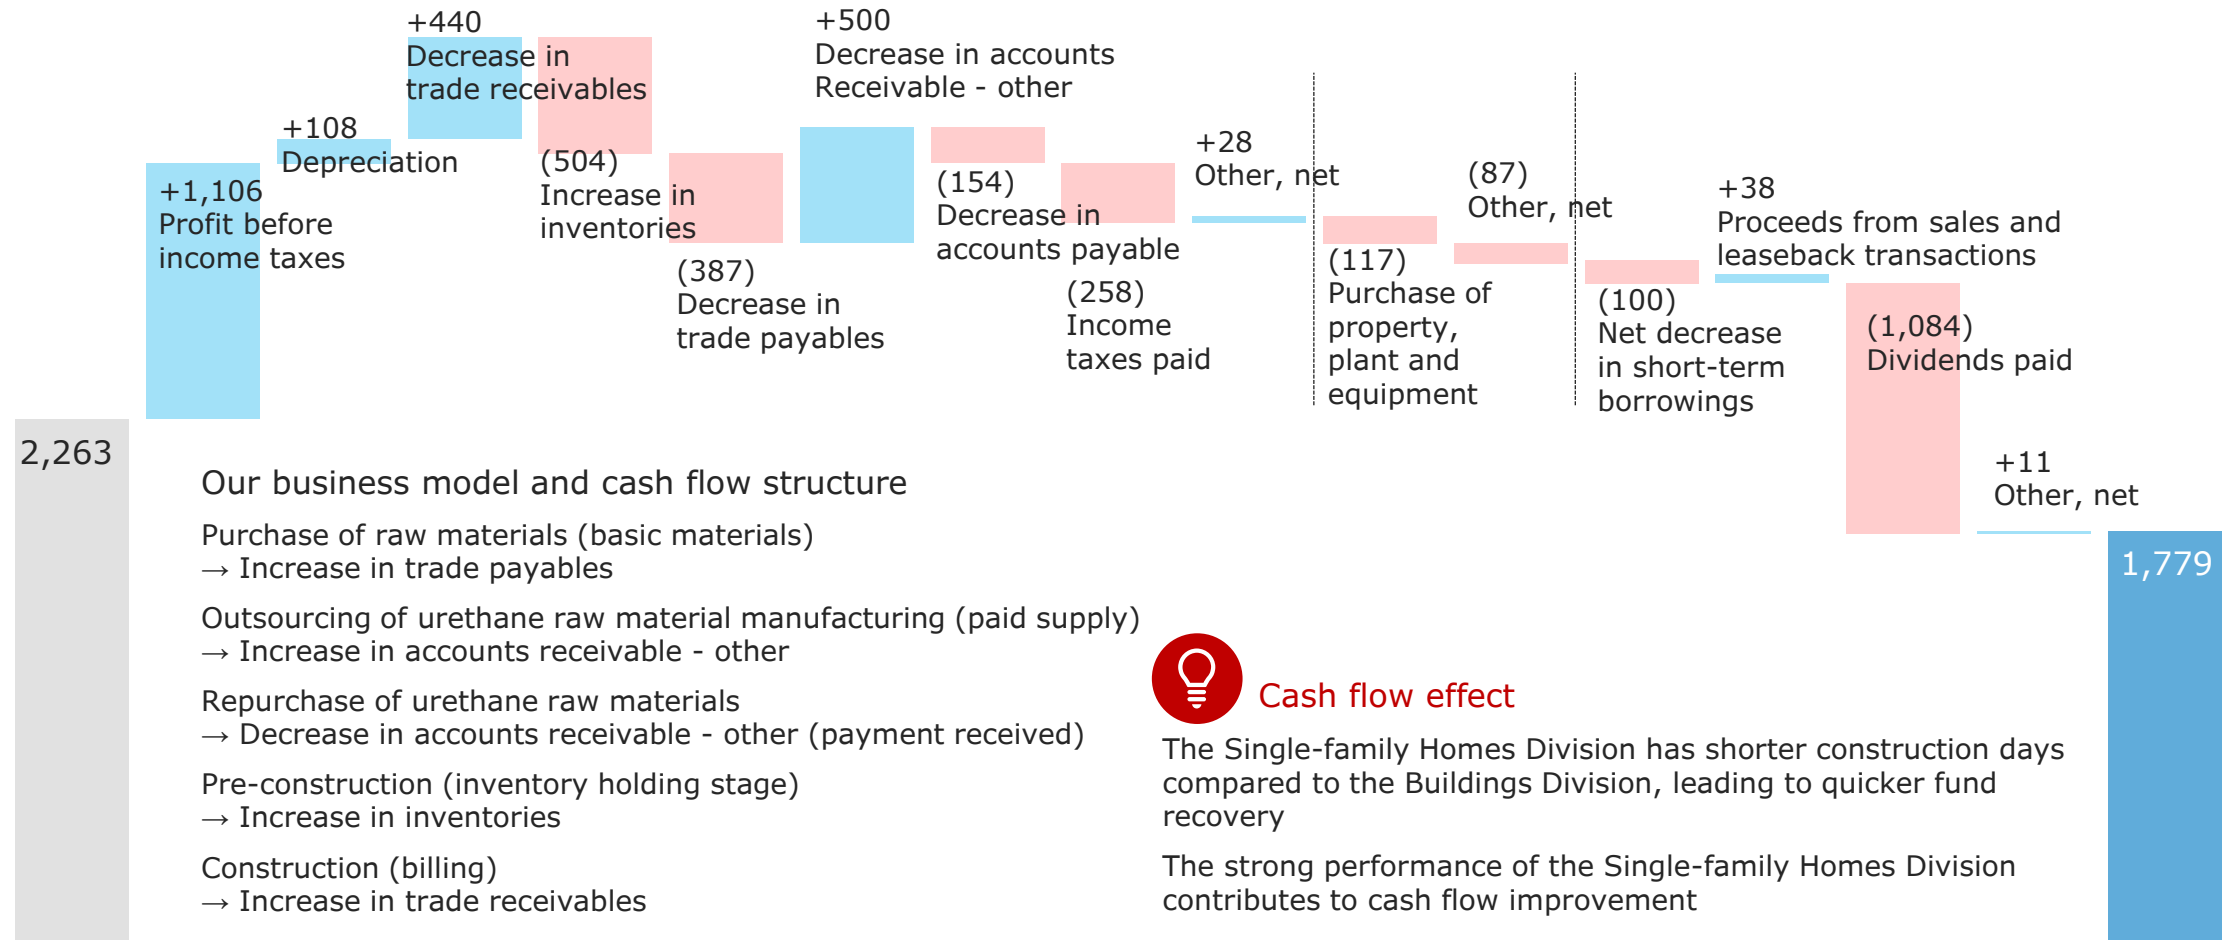 +440
Decrease in
trade receivables
+500
Decrease in accounts
Receivable - other
+108
Depreciation
+1,106
Profit before
income taxes
(504)
Increase in
inventories
(387)
Decrease in
trade payables
(154)
Decrease in
accounts payable
(258)
Income
taxes paid
+28
Other, net
(117)
Purchase of
property,
plant and
equipment
(87)
Other, net
(100)
Net decrease
in short-term
borrowings
+38
Proceeds from sales and
leaseback transactions
(1,084)
Dividends paid
+11
Other, net
2,263
1,779
Our business model and cash flow structure
Purchase of raw materials (basic materials)
→ Increase in trade payables
Outsourcing of urethane raw material manufacturing (paid supply)
→ Increase in accounts receivable - other
Repurchase of urethane raw materials
→ Decrease in accounts receivable - other (payment received)
Pre-construction (inventory holding stage)
→ Increase in inventories
Construction (billing)
→ Increase in trade receivables
Cash flow effect
The Single-family Homes Division has shorter construction days
compared to the Buildings Division, leading to quicker fund
recovery
The strong performance of the Single-family Homes Division
contributes to cash flow improvement